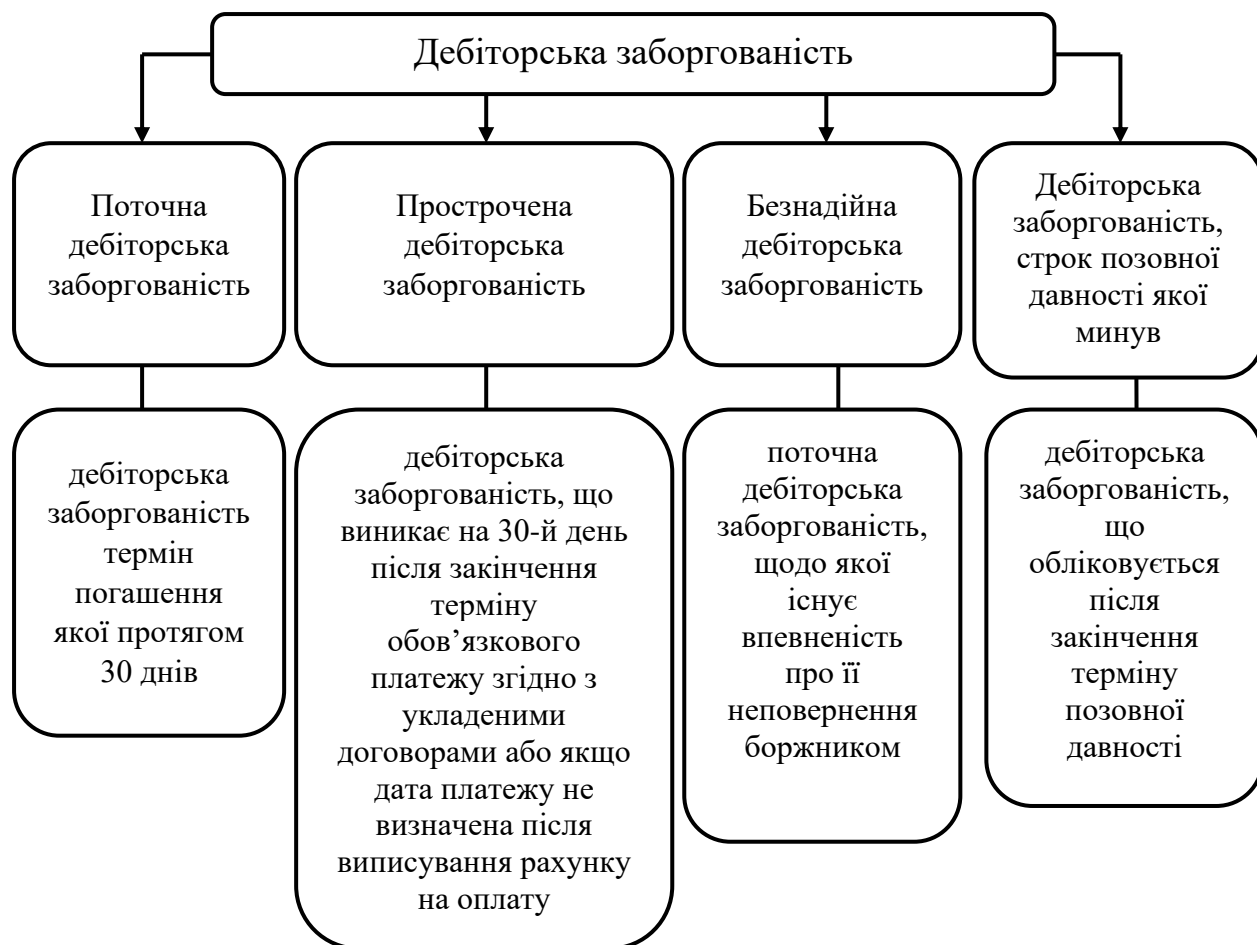 Дебіторська заборгованість
Поточна
дебіторська
заборгованість
Прострочена
дебіторська
заборгованість
Безнадійна
дебіторська
заборгованість
Дебіторська
заборгованість,
строк позовної
давності якої
минув
дебіторська
заборгованість
термін
погашення
якої протягом
30 днів
дебіторська
заборгованість, що
виникає на 30-й день
після закінчення
терміну
обов’язкового
платежу згідно з
укладеними
договорами або якщо
дата платежу не
визначена після
виписування рахунку
на оплату
поточна
дебіторська
заборгованість,
щодо якої
існує
впевненість
про її
неповернення
боржником
дебіторська
заборгованість,
що
обліковується
після
закінчення
терміну
позовної
давності